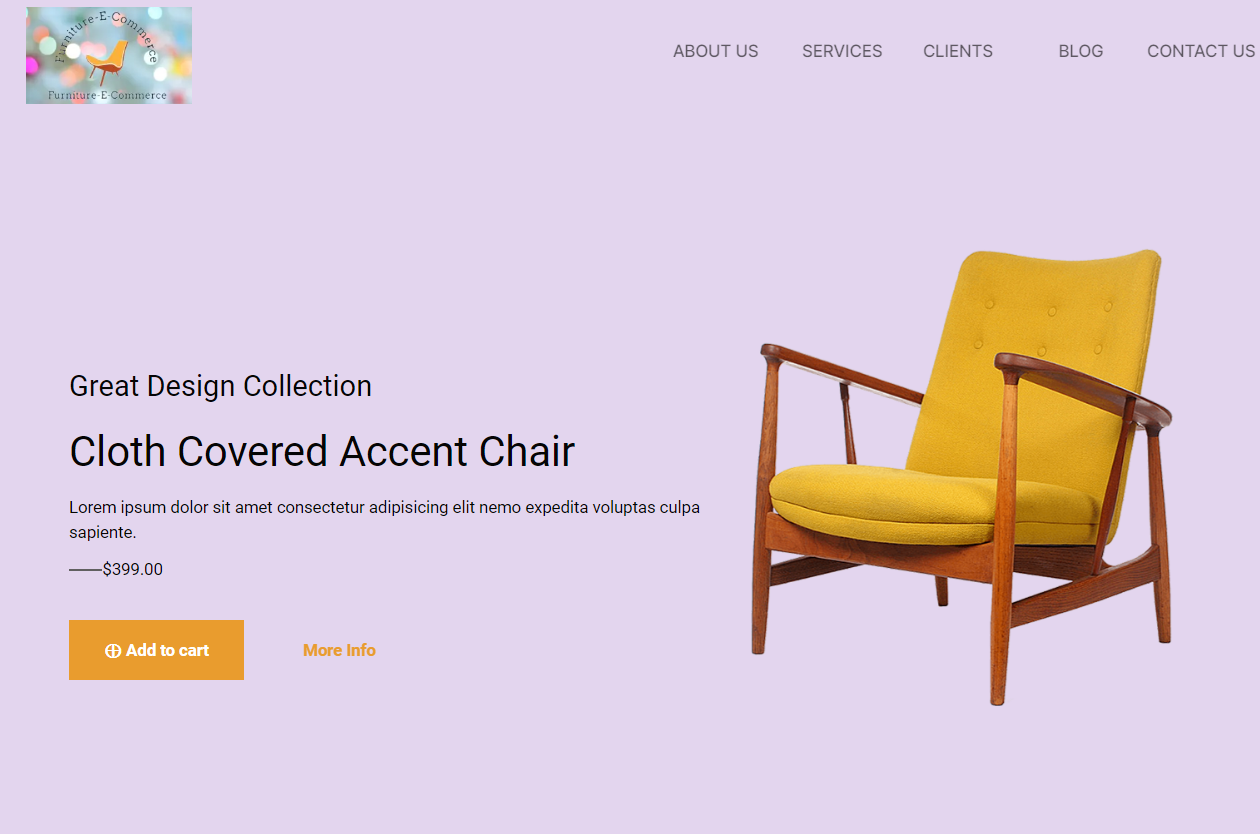 Furniture-E-Commerce
Furniture-E-Commerce
ABOUT US SERVICES CLIENTS BLOG CONTACT US
Great Design Collection
Cloth Covered Accent Chair
Lorem ipsum dolor sit amet consectetur adipisicing elit nemo expedita voluptas culpa
sapiente.
——$399.00
Add to cart More Info